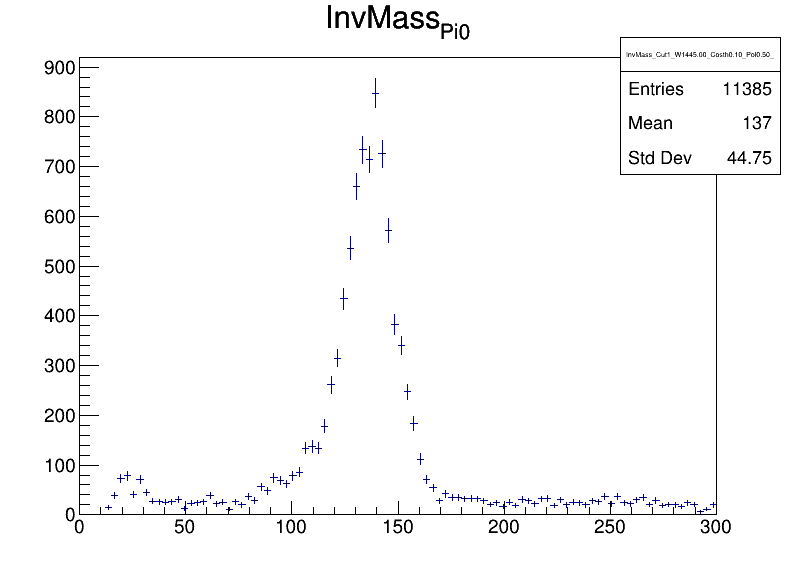 InvMass_Pi0
InvMass_Cut1_W1445.00_Costh0.10_Pol0.50_
Entries 11385
Mean 137
Std Dev 44.75
900
800
700
600
500
400
300
200
100
0
0 50 100 150 200 250 300